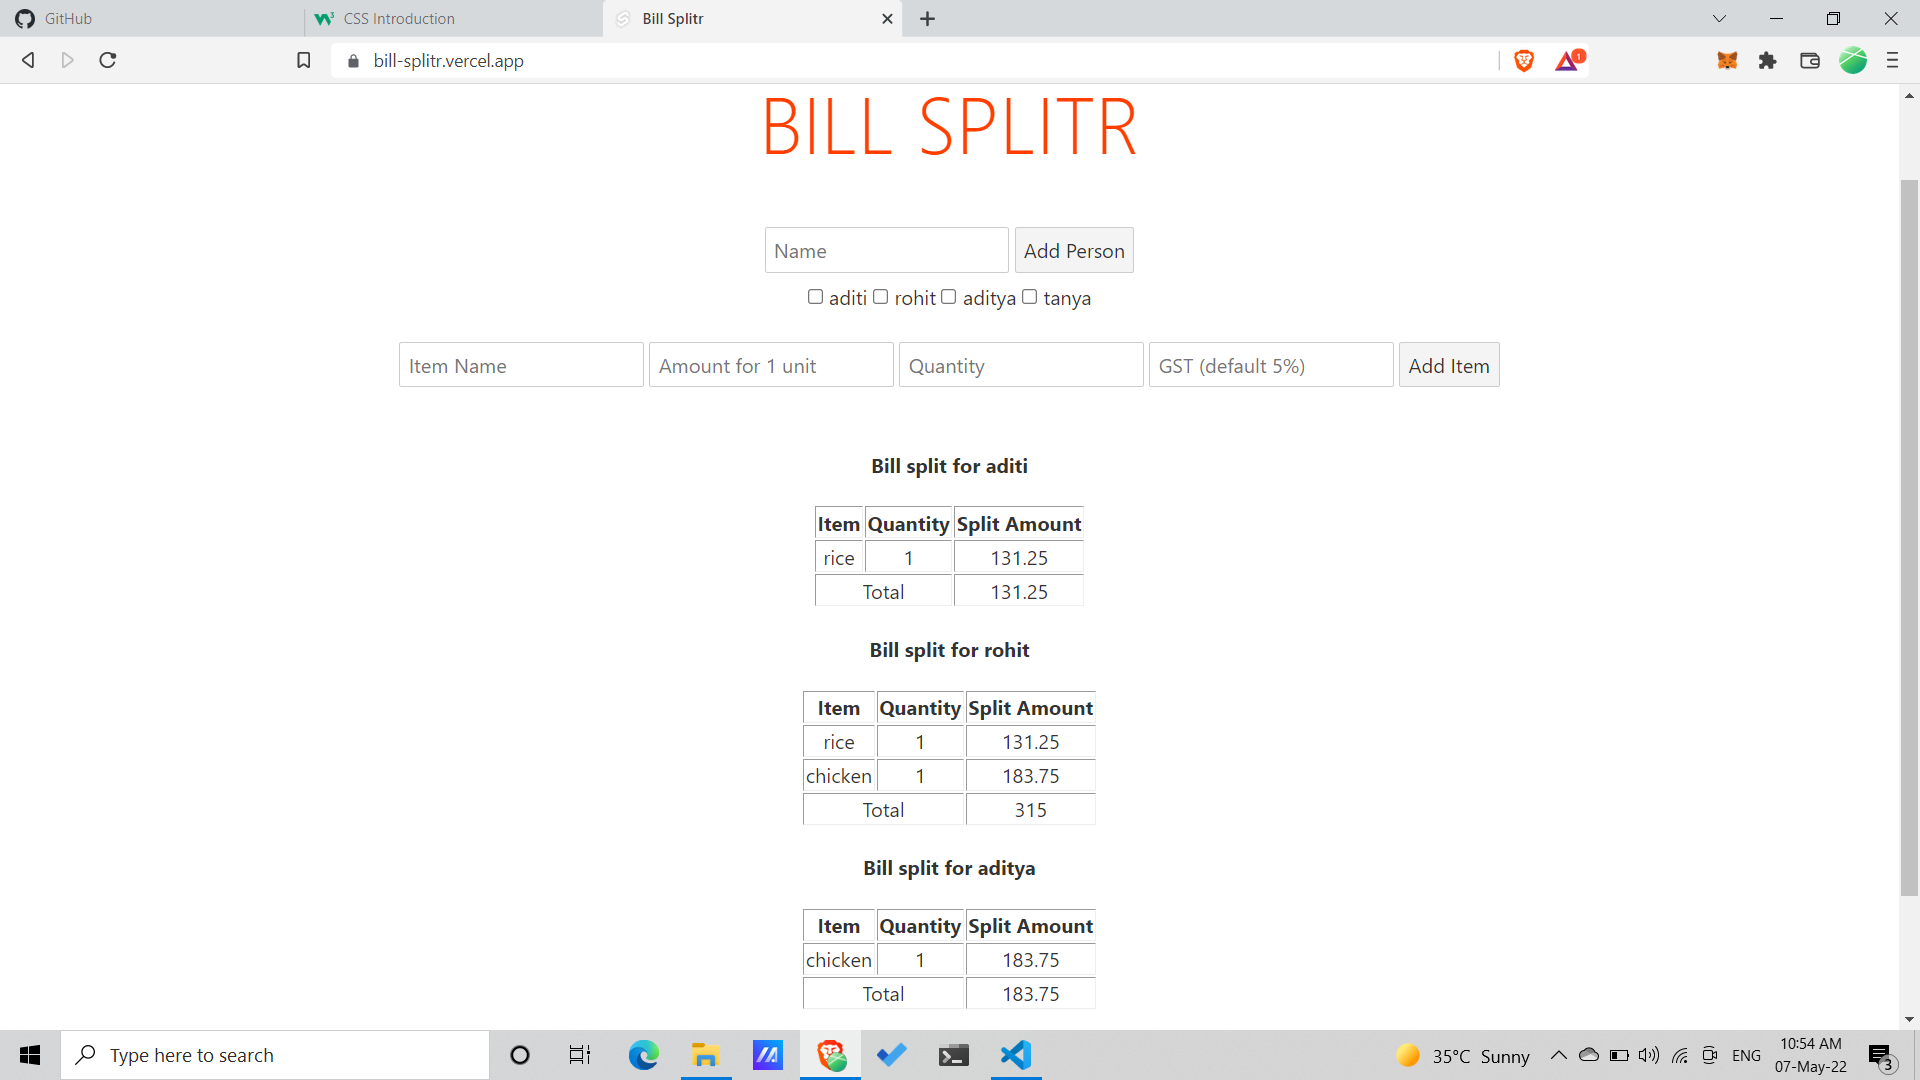 GitHub
CSS Introduction
Bill Splitr
bill-splitr.vercel.app
1
BILL SPLITR
Name
Add Person
aditi rohit aditya tanya
Item Name Amount for 1 unit Quantity GST (default 5%) Add Item
Bill split for aditi
Item Quantity Split Amount
rice 1 131.25
Total 131.25
Bill split for rohit
Item Quantity Split Amount
rice 1 131.25
chicken 1 183.75
Total 315
Bill split for aditya
Item Quantity Split Amount
chicken 1 183.75
Total 183.75
Type here to search
35°C Sunny
ENG
10:54 AM
07-May-22
3